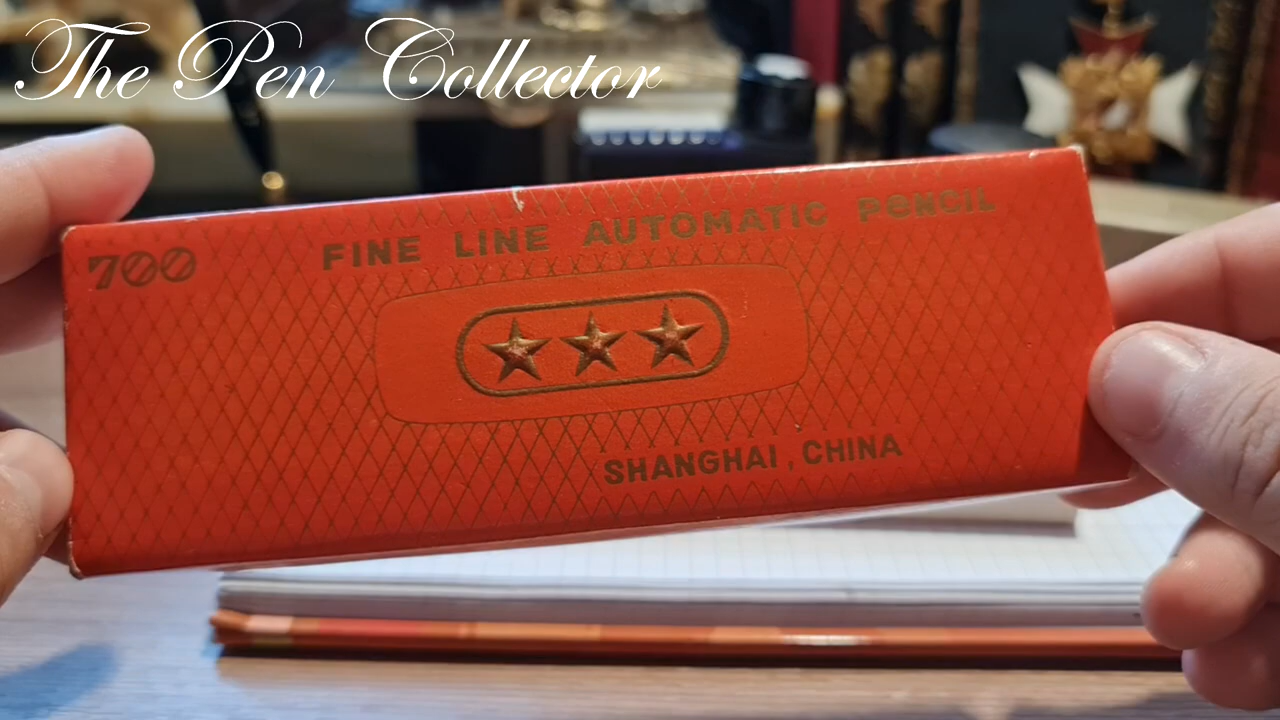 The Pen Collector
700
FINE LINE AUTOMATIC PENCIL
SHANGHAI, CHINA